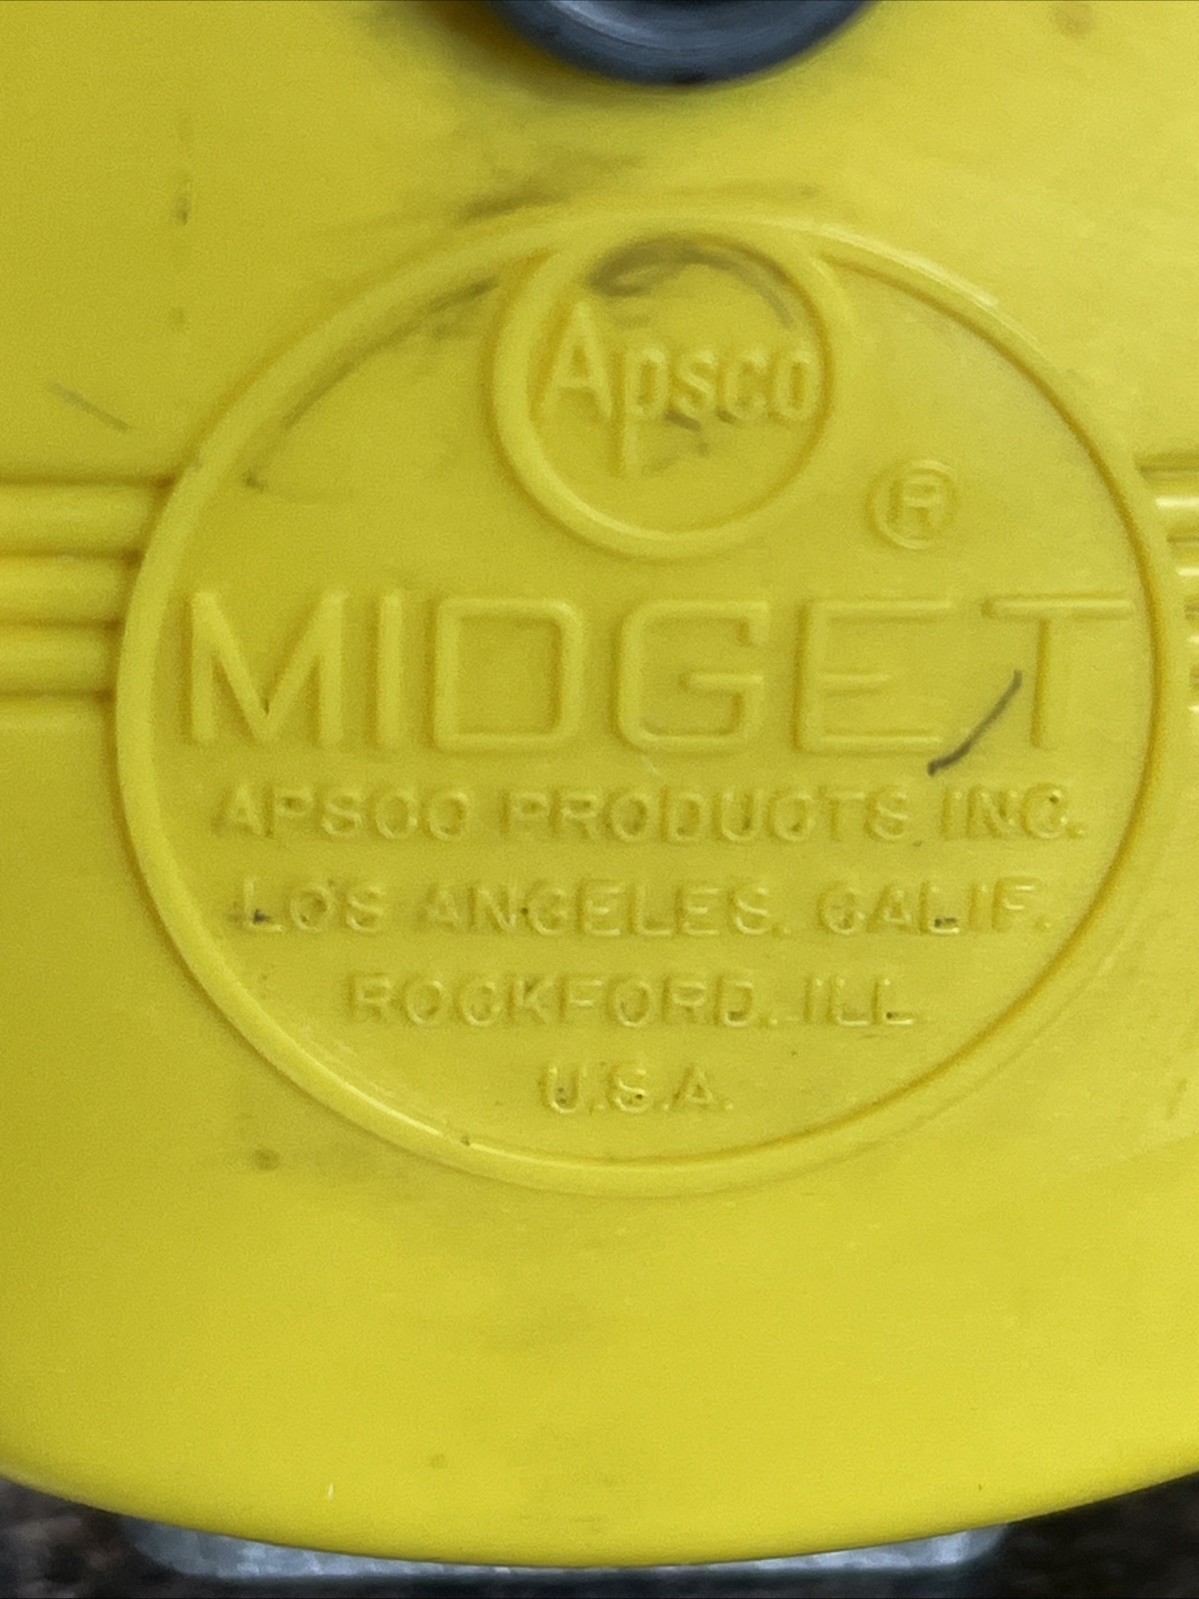 Apsco
®
MIDGET
APSCO PRODUCTS INC.
LOS ANGELES, CALIF.
ROCKFORD, ILL.
U.S.A.